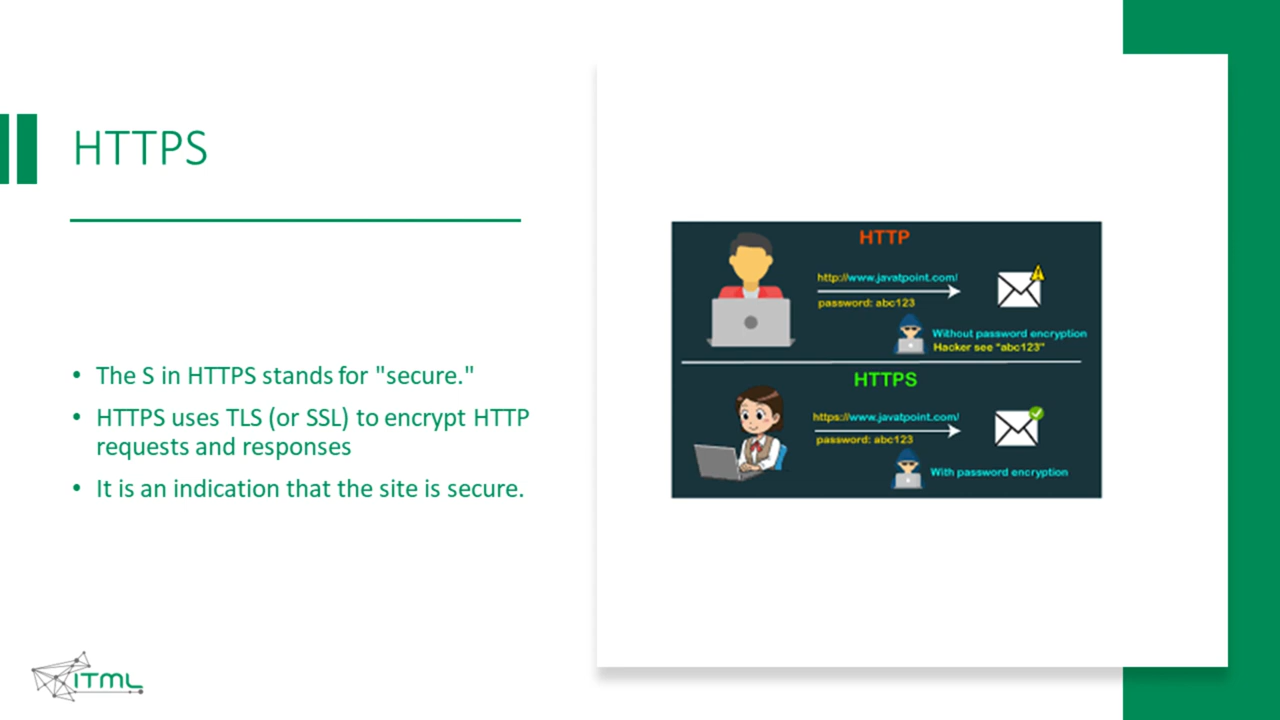 HTTPS
• The S in HTTPS stands for "secure."
• HTTPS uses TLS (or SSL) to encrypt HTTP
requests and responses
• It is an indication that the site is secure.
HTTP
http://www.javatpoint.com/
password: abc123
Without password encryption
Hacker see "abc123"
HTTPS
https://www.javatpoint.com/
password: abc123
With password encryption
ITML